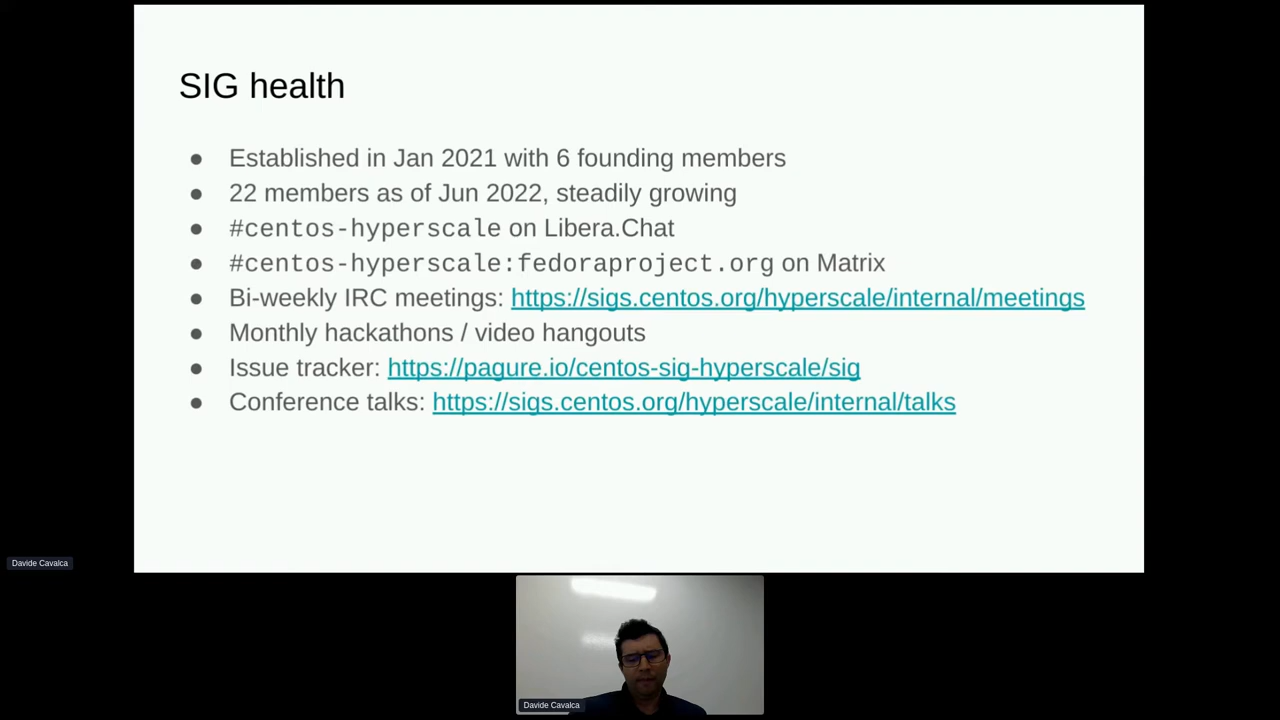 SIG health
● Established in Jan 2021 with 6 founding members
● 22 members as of Jun 2022, steadily growing
● #centos-hyperscale on Libera.Chat
● #centos-hyperscale:fedoraproject.org on Matrix
● Bi-weekly IRC meetings: https://sigs.centos.org/hyperscale/internal/meetings
● Monthly hackathons / video hangouts
● Issue tracker: https://pagure.io/centos-sig-hyperscale/sig
● Conference talks: https://sigs.centos.org/hyperscale/internal/talks
Davide Cavalca
Davide Cavalca